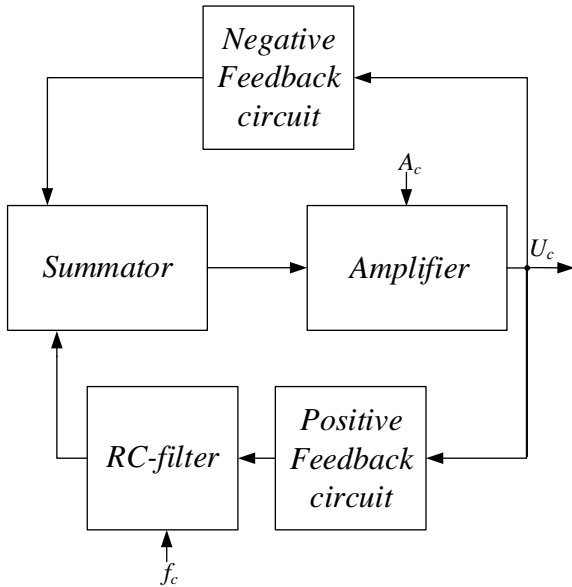 Negative
Feedback
circuit
A_c
Summator
Amplifier
U_c
RC-filter
Positive
Feedback
circuit
f_c